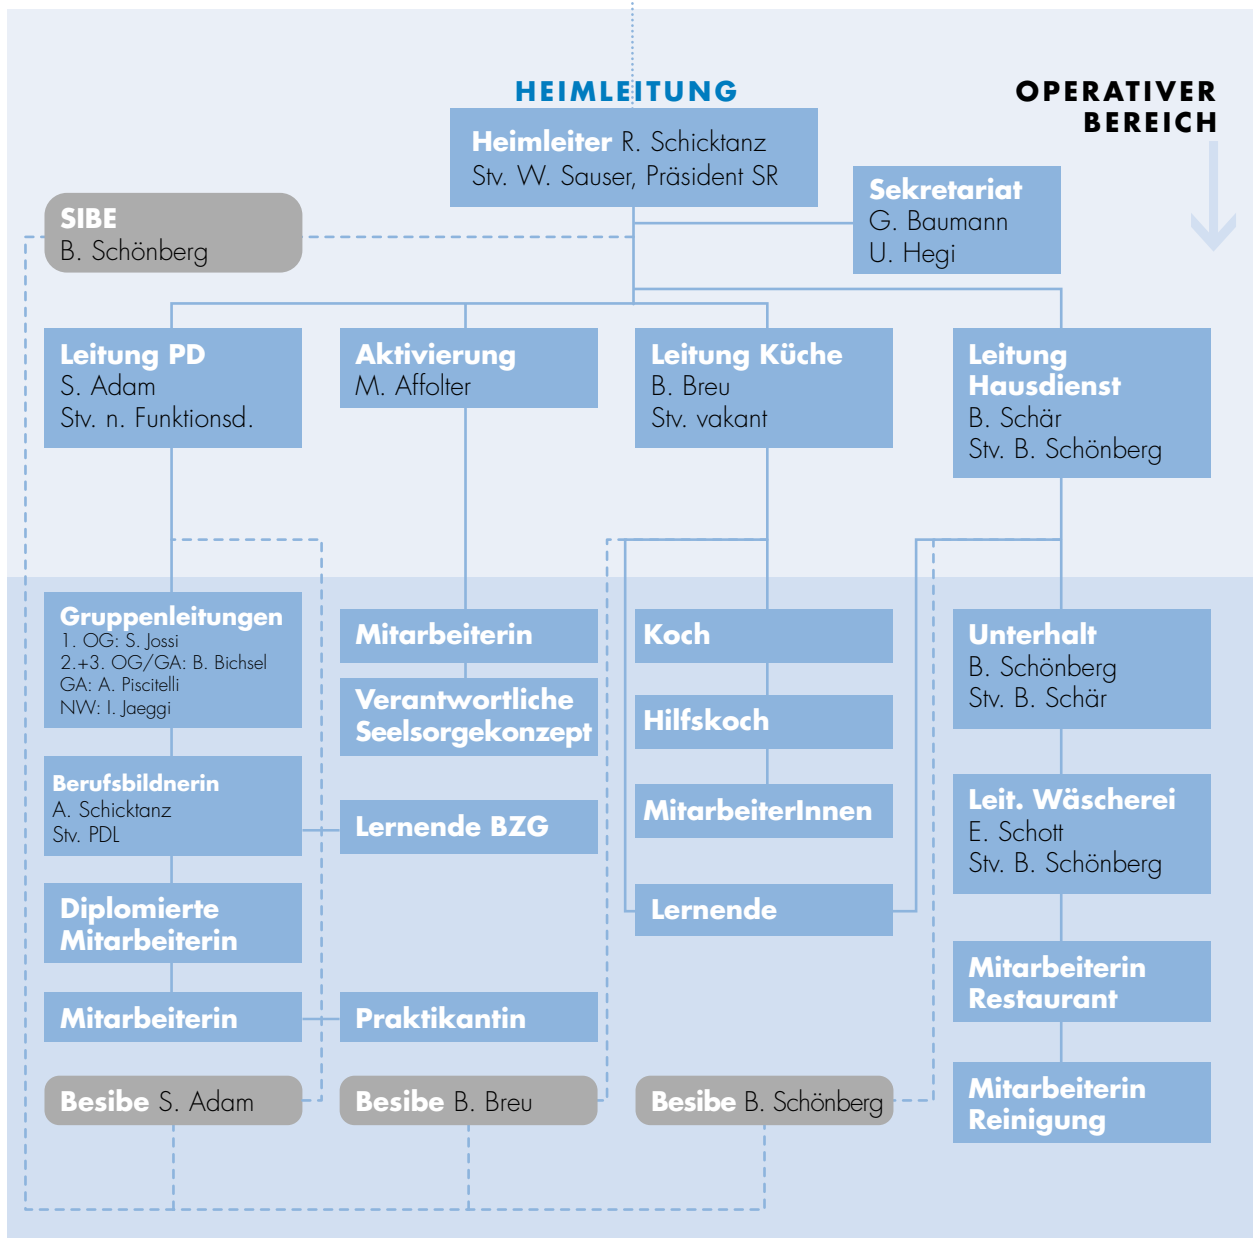 HEIMLEITUNG
OPERATIVER
BEREICH
Heimleiter R. Schicktanz
Stv. W. Sauser, Präsident SR
Sekretariat
G. Baumann
U. Hegi
SIBE
B. Schönberg
Leitung PD
S. Adam
Stv. n. Funktionsd.
Aktivierung
M. Affolter
Leitung Küche
B. Breu
Stv. vakant
Leitung
Hausdienst
B. Schär
Stv. B. Schönberg
Gruppenleitungen
1. OG: S. Jossi
2.+3. OG/GA: B. Bichsel
GA: A. Piscitelli
NW: I. Jaeggi
Berufsbildnerin
A. Schicktanz
Stv. PDL
Diplomierte
Mitarbeiterin
Mitarbeiterin
Mitarbeiterin
Verantwortliche
Seelsorgekonzept
Lernende BZG
Praktikantin
Koch
Hilfskoch
MitarbeiterInnen
Lernende
Unterhalt
B. Schönberg
Stv. B. Schär
Leit. Wäscherei
E. Schott
Stv. B. Schönberg
Mitarbeiterin
Restaurant
Mitarbeiterin
Reinigung
Besibe S. Adam
Besibe B. Breu
Besibe B. Schönberg